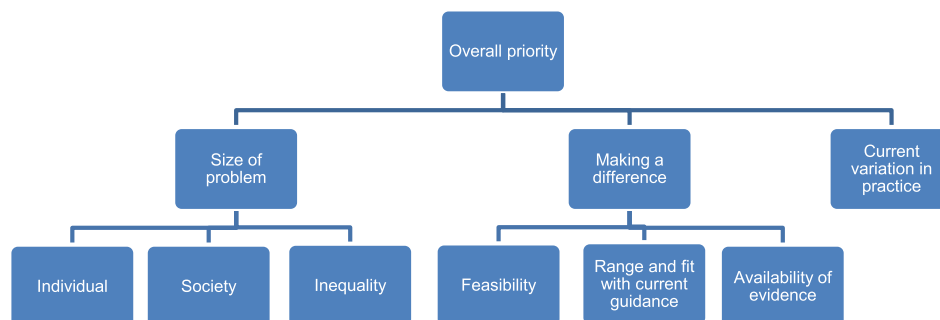 Overall priority
Size of
problem
Making a
difference
Current
variation in
practice
Individual
Society
Inequality
Feasibility
Range and fit
with current
guidance
Availability of
evidence